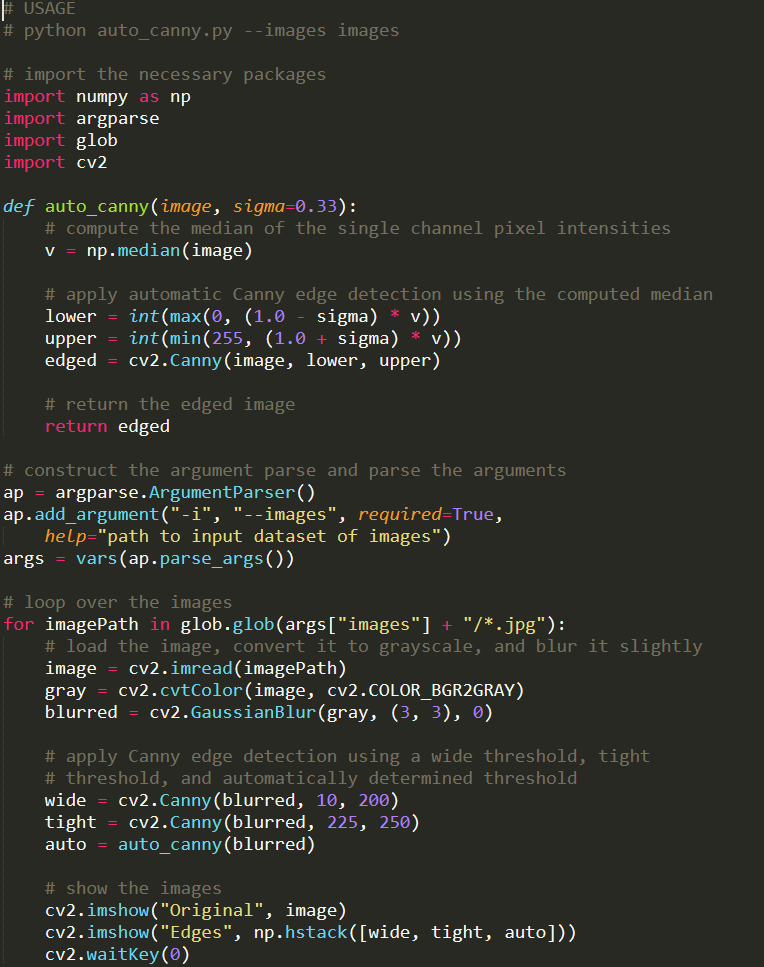 # USAGE
# python auto_canny.py --images images
# import the necessary packages
import numpy as np
import argparse
import glob
import cv2
def auto_canny(image, sigma=0.33):
# compute the median of the single channel pixel intensities
v = np.median(image)
# apply automatic Canny edge detection using the computed median
lower = int(max(0, (1.0 - sigma) * v))
upper = int(min(255, (1.0 + sigma) * v))
edged = cv2.Canny(image, lower, upper)
# return the edged image
return edged
# construct the argument parse and parse the arguments
ap = argparse.ArgumentParser()
ap.add_argument("-i", "--images", required=True,
help="path to input dataset of images")
args = vars(ap.parse_args())
# loop over the images
for imagePath in glob.glob(args["images"] + "/*.jpg"):
# load the image, convert it to grayscale, and blur it slightly
image = cv2.imread(imagePath)
gray = cv2.cvtColor(image, cv2.COLOR_BGR2GRAY)
blurred = cv2.GaussianBlur(gray, (3, 3), 0)
# apply Canny edge detection using a wide threshold, tight
# threshold, and automatically determined threshold
wide = cv2.Canny(blurred, 10, 200)
tight = cv2.Canny(blurred, 225, 250)
auto = auto_canny(blurred)
# show the images
cv2.imshow("Original", image)
cv2.imshow("Edges", np.hstack([wide, tight, auto]))
cv2.waitKey(0)